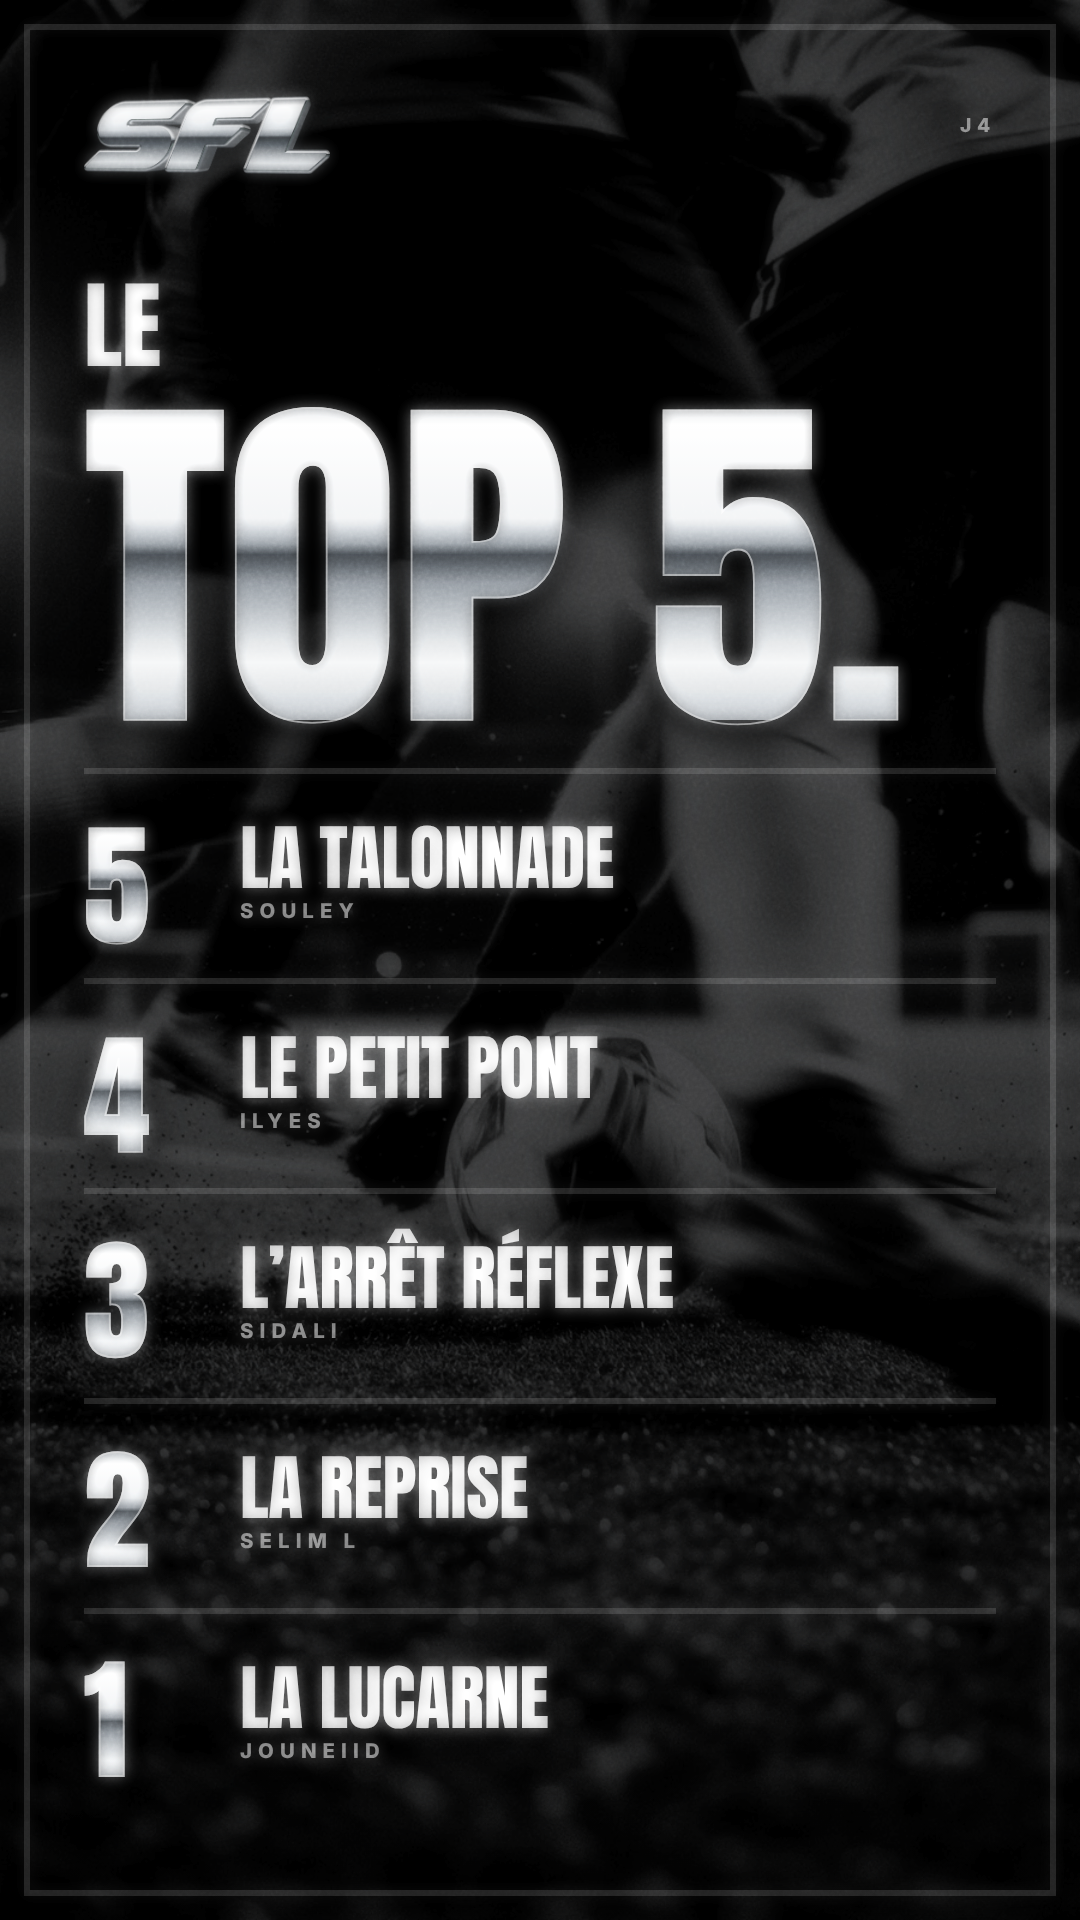 SFL
J4
LE
TOP 5.
5
LA TALONNADE
SOULEY
4
LE PETIT PONT
ILYES
3
L’ARRÊT RÉFLEXE
SIDALI
2
LA REPRISE
SELIM L
1
LA LUCARNE
JOUNEIID